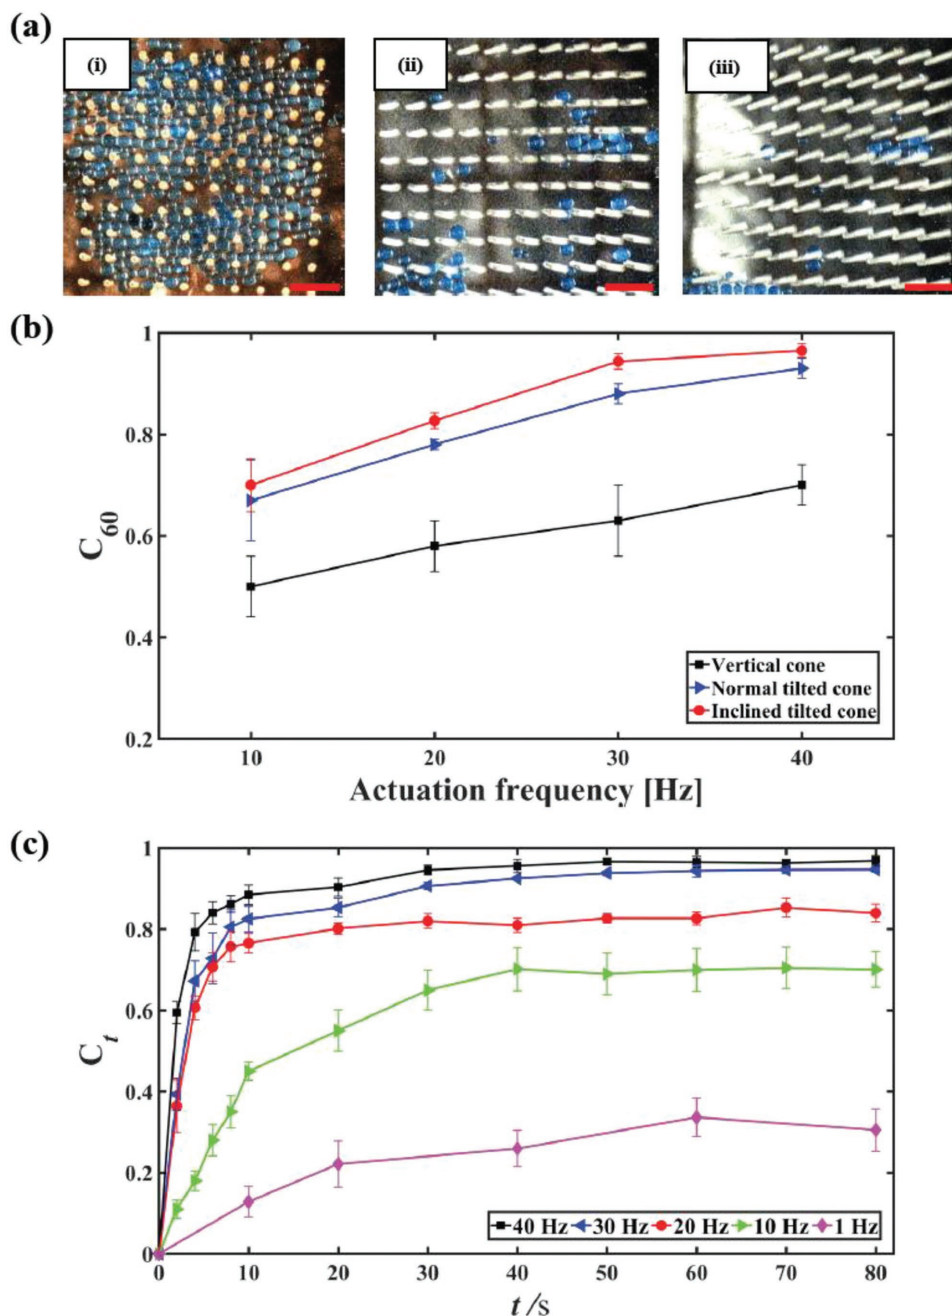 (a)
(i)
(ii)
(iii)
(b)
1
0.8
0.6
0.4
0.2
C60
10
20
30
40
Actuation frequency [Hz]
Vertical cone
Normal tilted cone
Inclined tilted cone
(c)
1
0.8
0.6
0.4
0.2
0
Ct
0
10
20
30
40
50
60
70
80
t /s
40 Hz
30 Hz
20 Hz
10 Hz
1 Hz